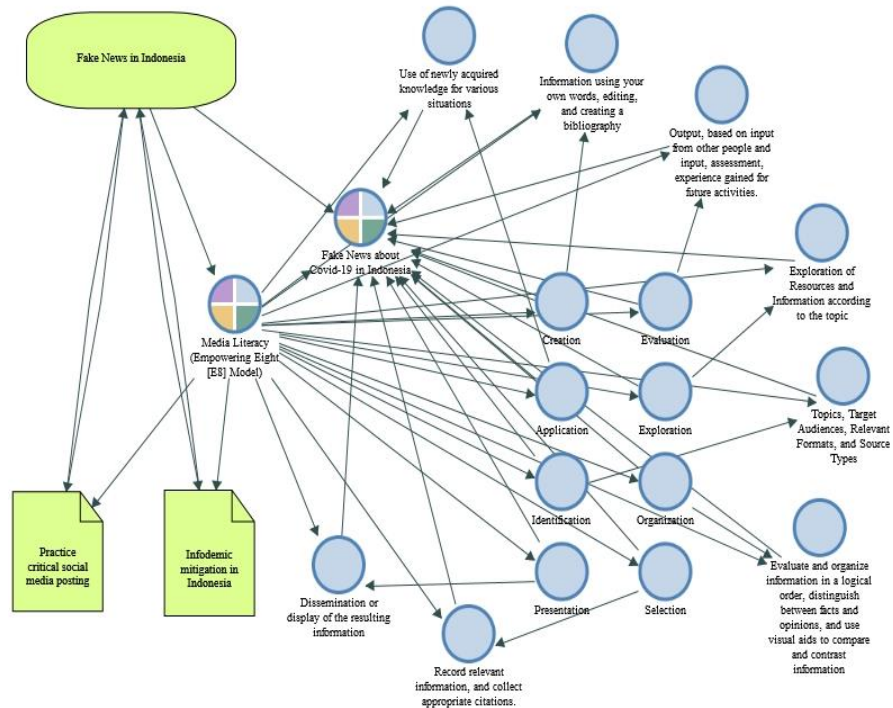 Fake News in Indonesia
Use of newly acquired
knowledge for various
situations
Information using your
own words, editing,
and creating a
bibliography
Output, based on input
from other people and
input, assessment,
experience gained for
future activities.
Fake News about
Covid-19 in Indonesia
Exploration of
Resources and
Information according
to the topic
Media Literacy
(Empowering Eight
[E8] Model)
Creation
Evaluation
Application
Exploration
Topics, Target
Audiences, Relevant
Formats, and Source
Types
Identification
Organization
Practice
critical social
media posting
Infodemic
mitigation in
Indonesia
Dissemination or
display of the resulting
information
Presentation
Selection
Evaluate and organize
information in a logical
order, distinguish
between facts and
opinions, and use
visual aids to compare
and contrast
information
Record relevant
information, and collect
appropriate citations.